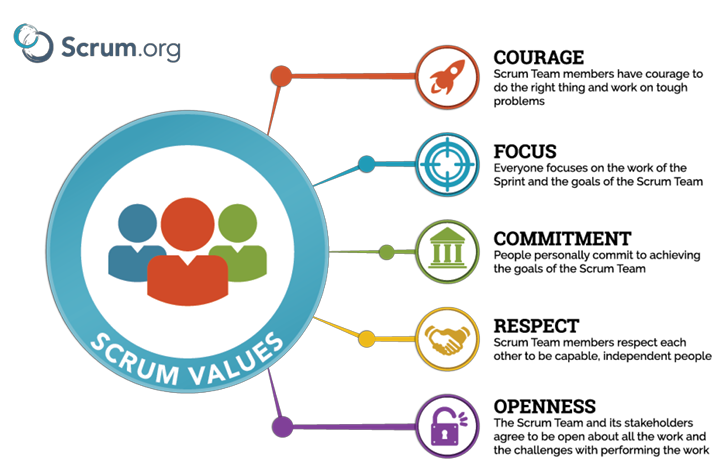 Scrum.org
COURAGE
Scrum Team members have courage to
do the right thing and work on tough
problems
FOCUS
Everyone focuses on the work of the
Sprint and the goals of the Scrum Team
COMMITMENT
People personally commit to achieving
the goals of the Scrum Team
RESPECT
Scrum Team members respect each
other to be capable, independent people
OPENNESS
The Scrum Team and its stakeholders
agree to be open about all the work and
the challenges with performing the work
SCRUM VALUES